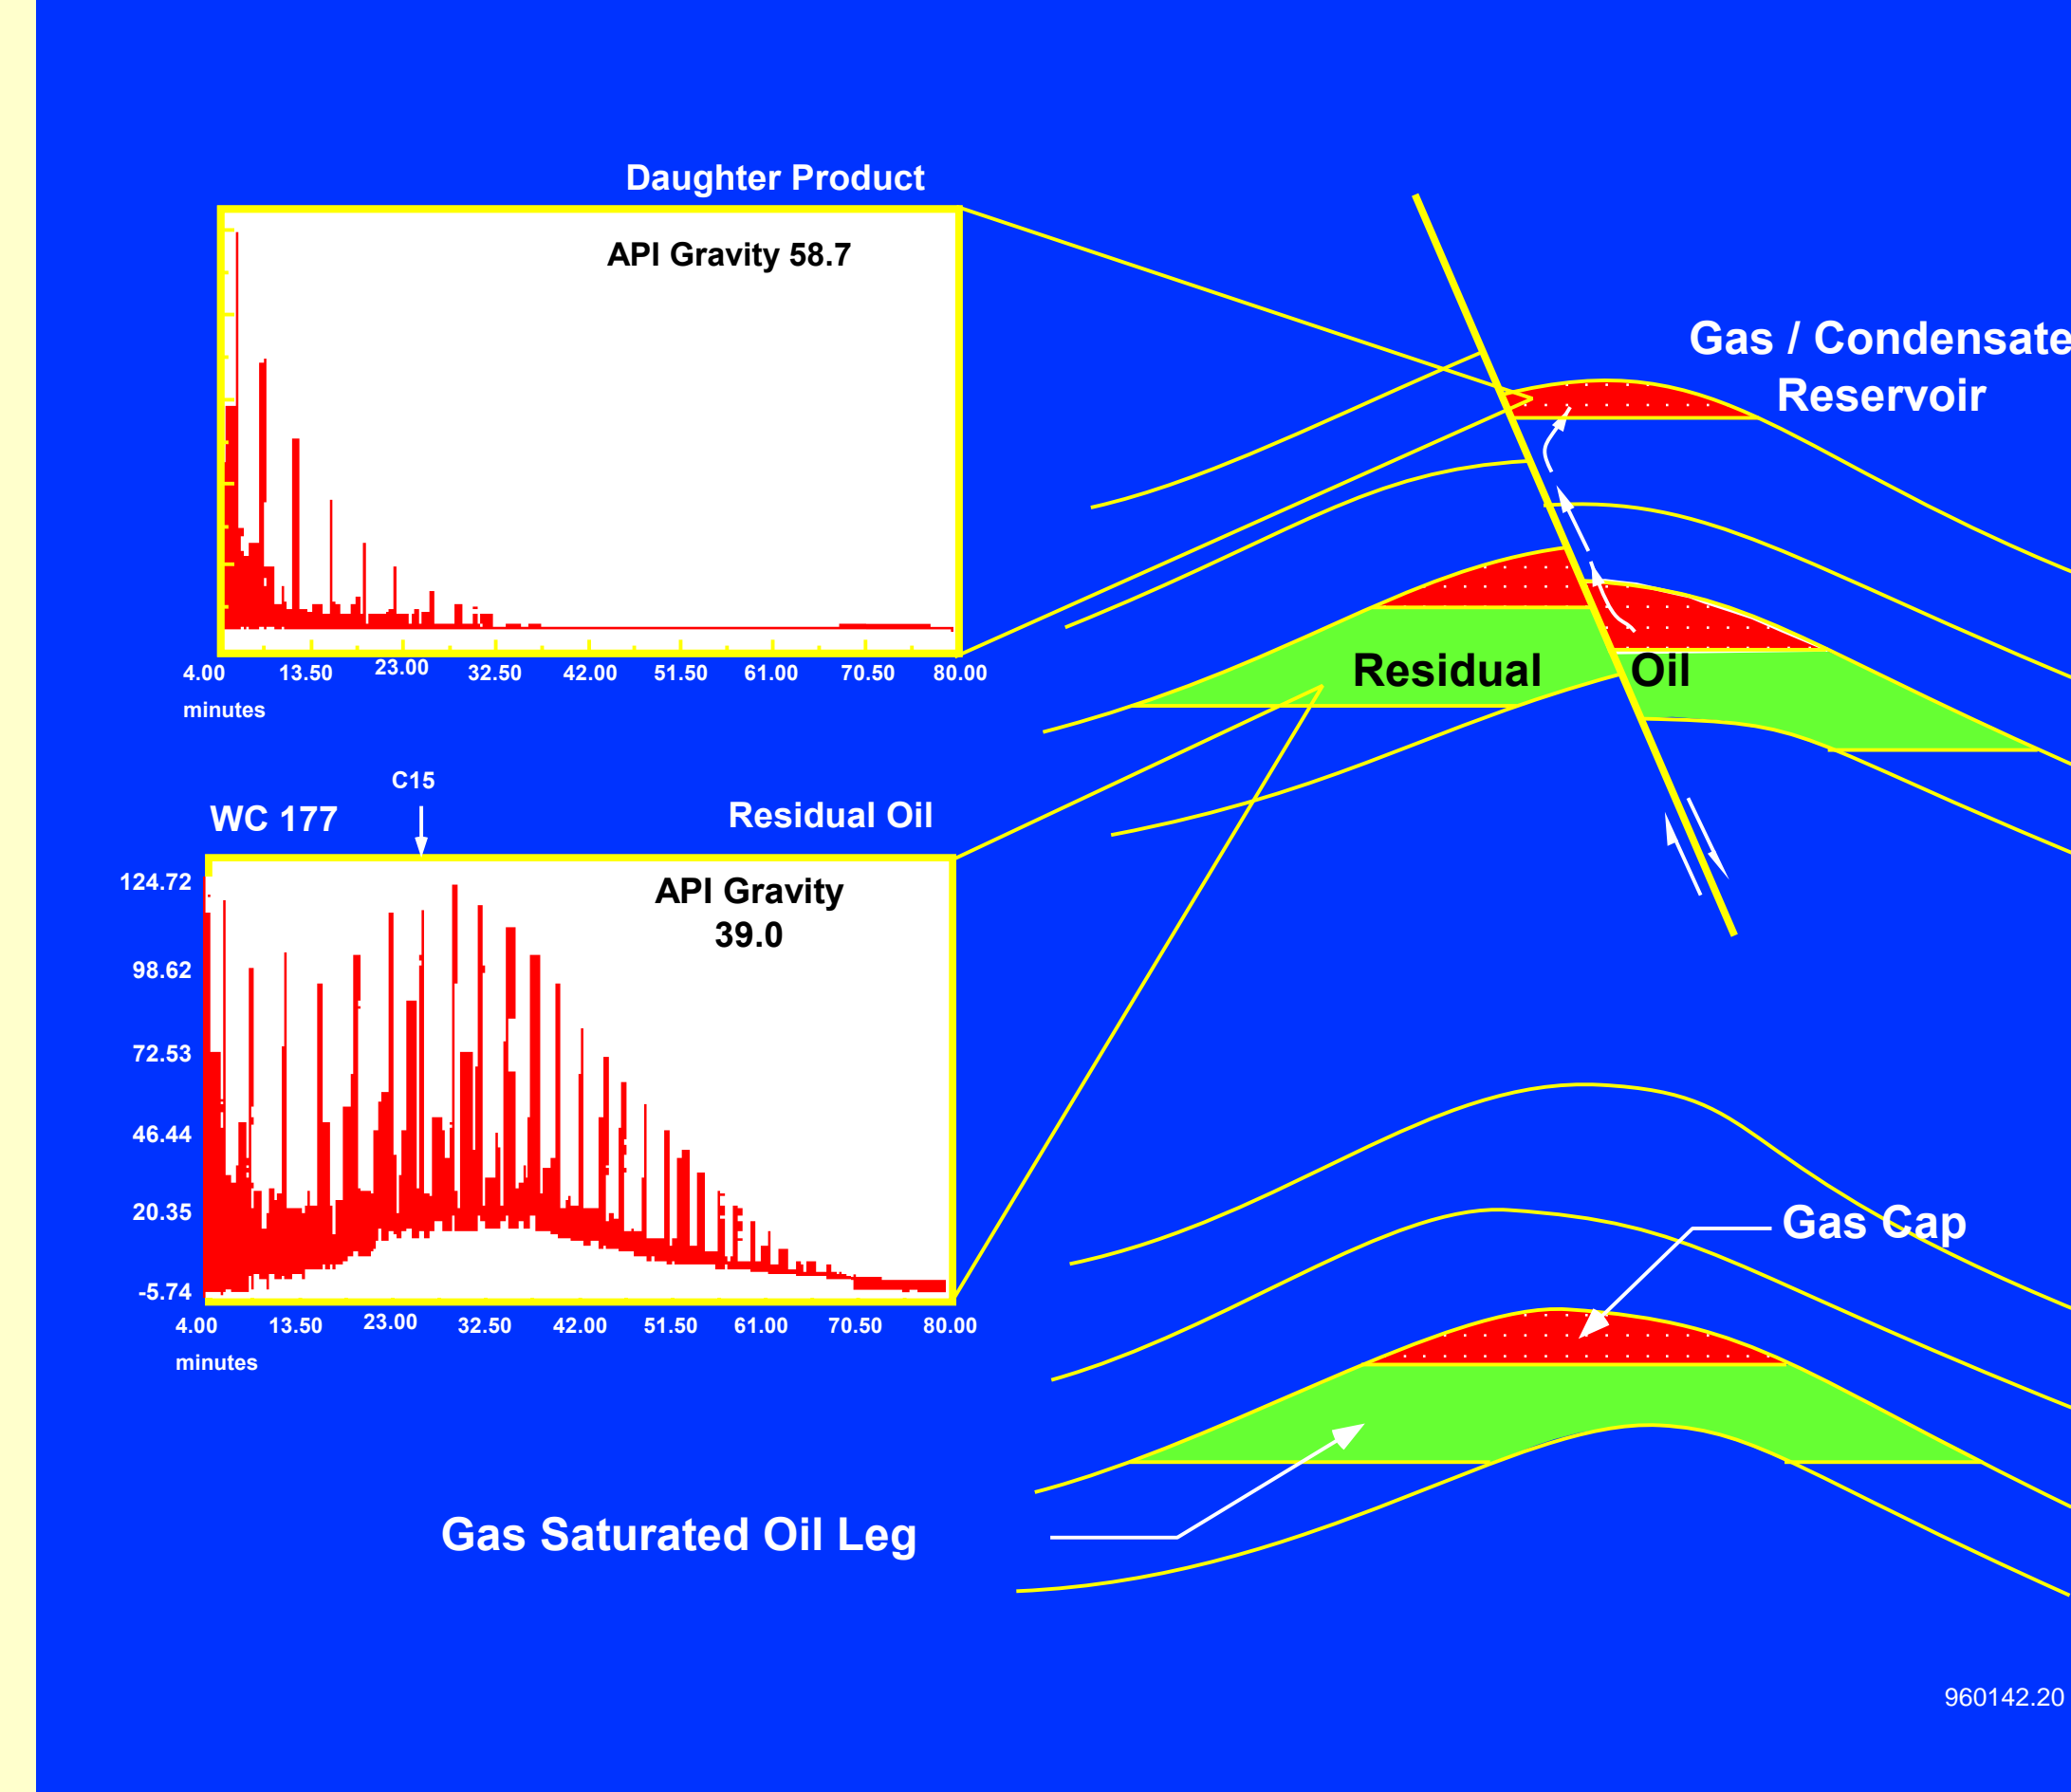 Daughter Product
API Gravity 58.7
4.00 13.50 23.00 32.50 42.00 51.50 61.00 70.50 80.00
minutes
Gas / Condensate
Reservoir
Residual Oil
C15
WC 177
Residual Oil
API Gravity
39.0
124.72
98.62
72.53
46.44
20.35
-5.74
4.00 13.50 23.00 32.50 42.00 51.50 61.00 70.50 80.00
minutes
Gas Cap
Gas Saturated Oil Leg
960142.20